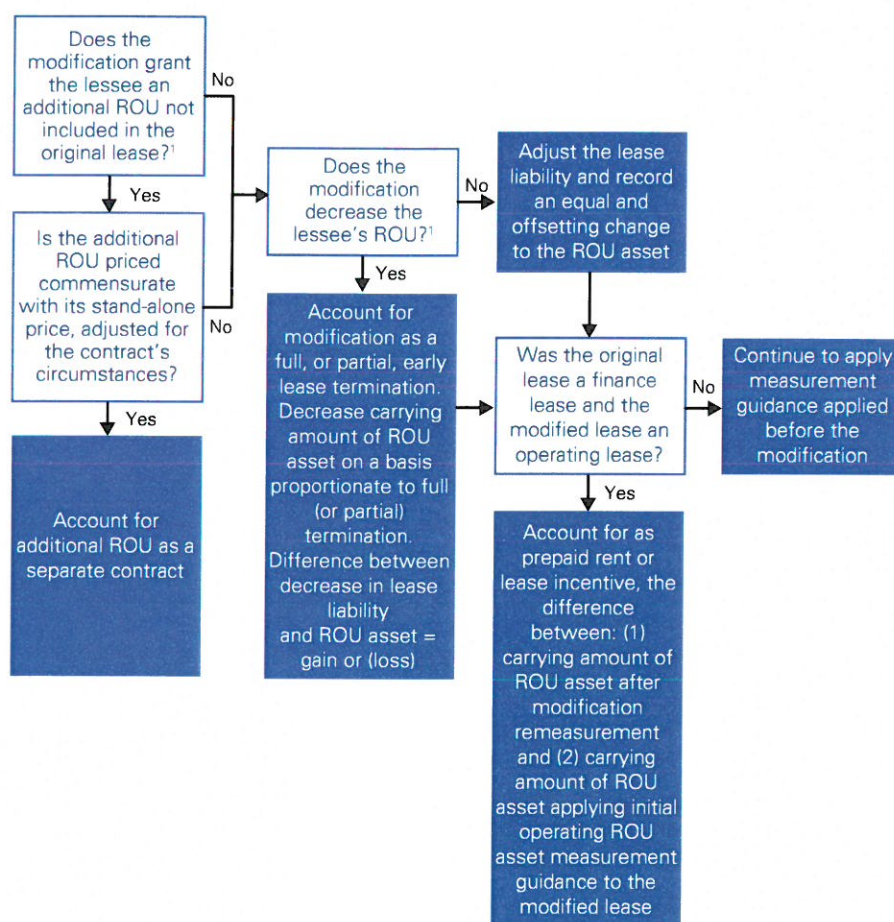 Does the
modification grant
the lessee an
additional ROU not
included in the
original lease?¹
No
Yes
Is the additional
ROU priced
commensurate
with its stand-alone
price, adjusted for
the contract's
circumstances?
No
Yes
Account for
additional ROU as a
separate contract
Does the
modification
decrease the
lessee's ROU?¹
No
Yes
Account for
modification as a
full, or partial, early
lease termination.
Decrease carrying
amount of ROU
asset on a basis
proportionate to full
(or partial)
termination.
Difference between
decrease in lease
liability
and ROU asset =
gain or (loss)
Adjust the lease
liability and record
an equal and
offsetting change
to the ROU asset
Was the original
lease a finance
lease and the
modified lease an
operating lease?
No
Yes
Continue to apply
measurement
guidance applied
before the
modification
Account for as
prepaid rent or
lease incentive, the
difference
between: (1)
carrying amount of
ROU asset after
modification
remeasurement
and (2) carrying
amount of ROU
asset applying initial
operating ROU
asset measurement
guidance to the
modified lease